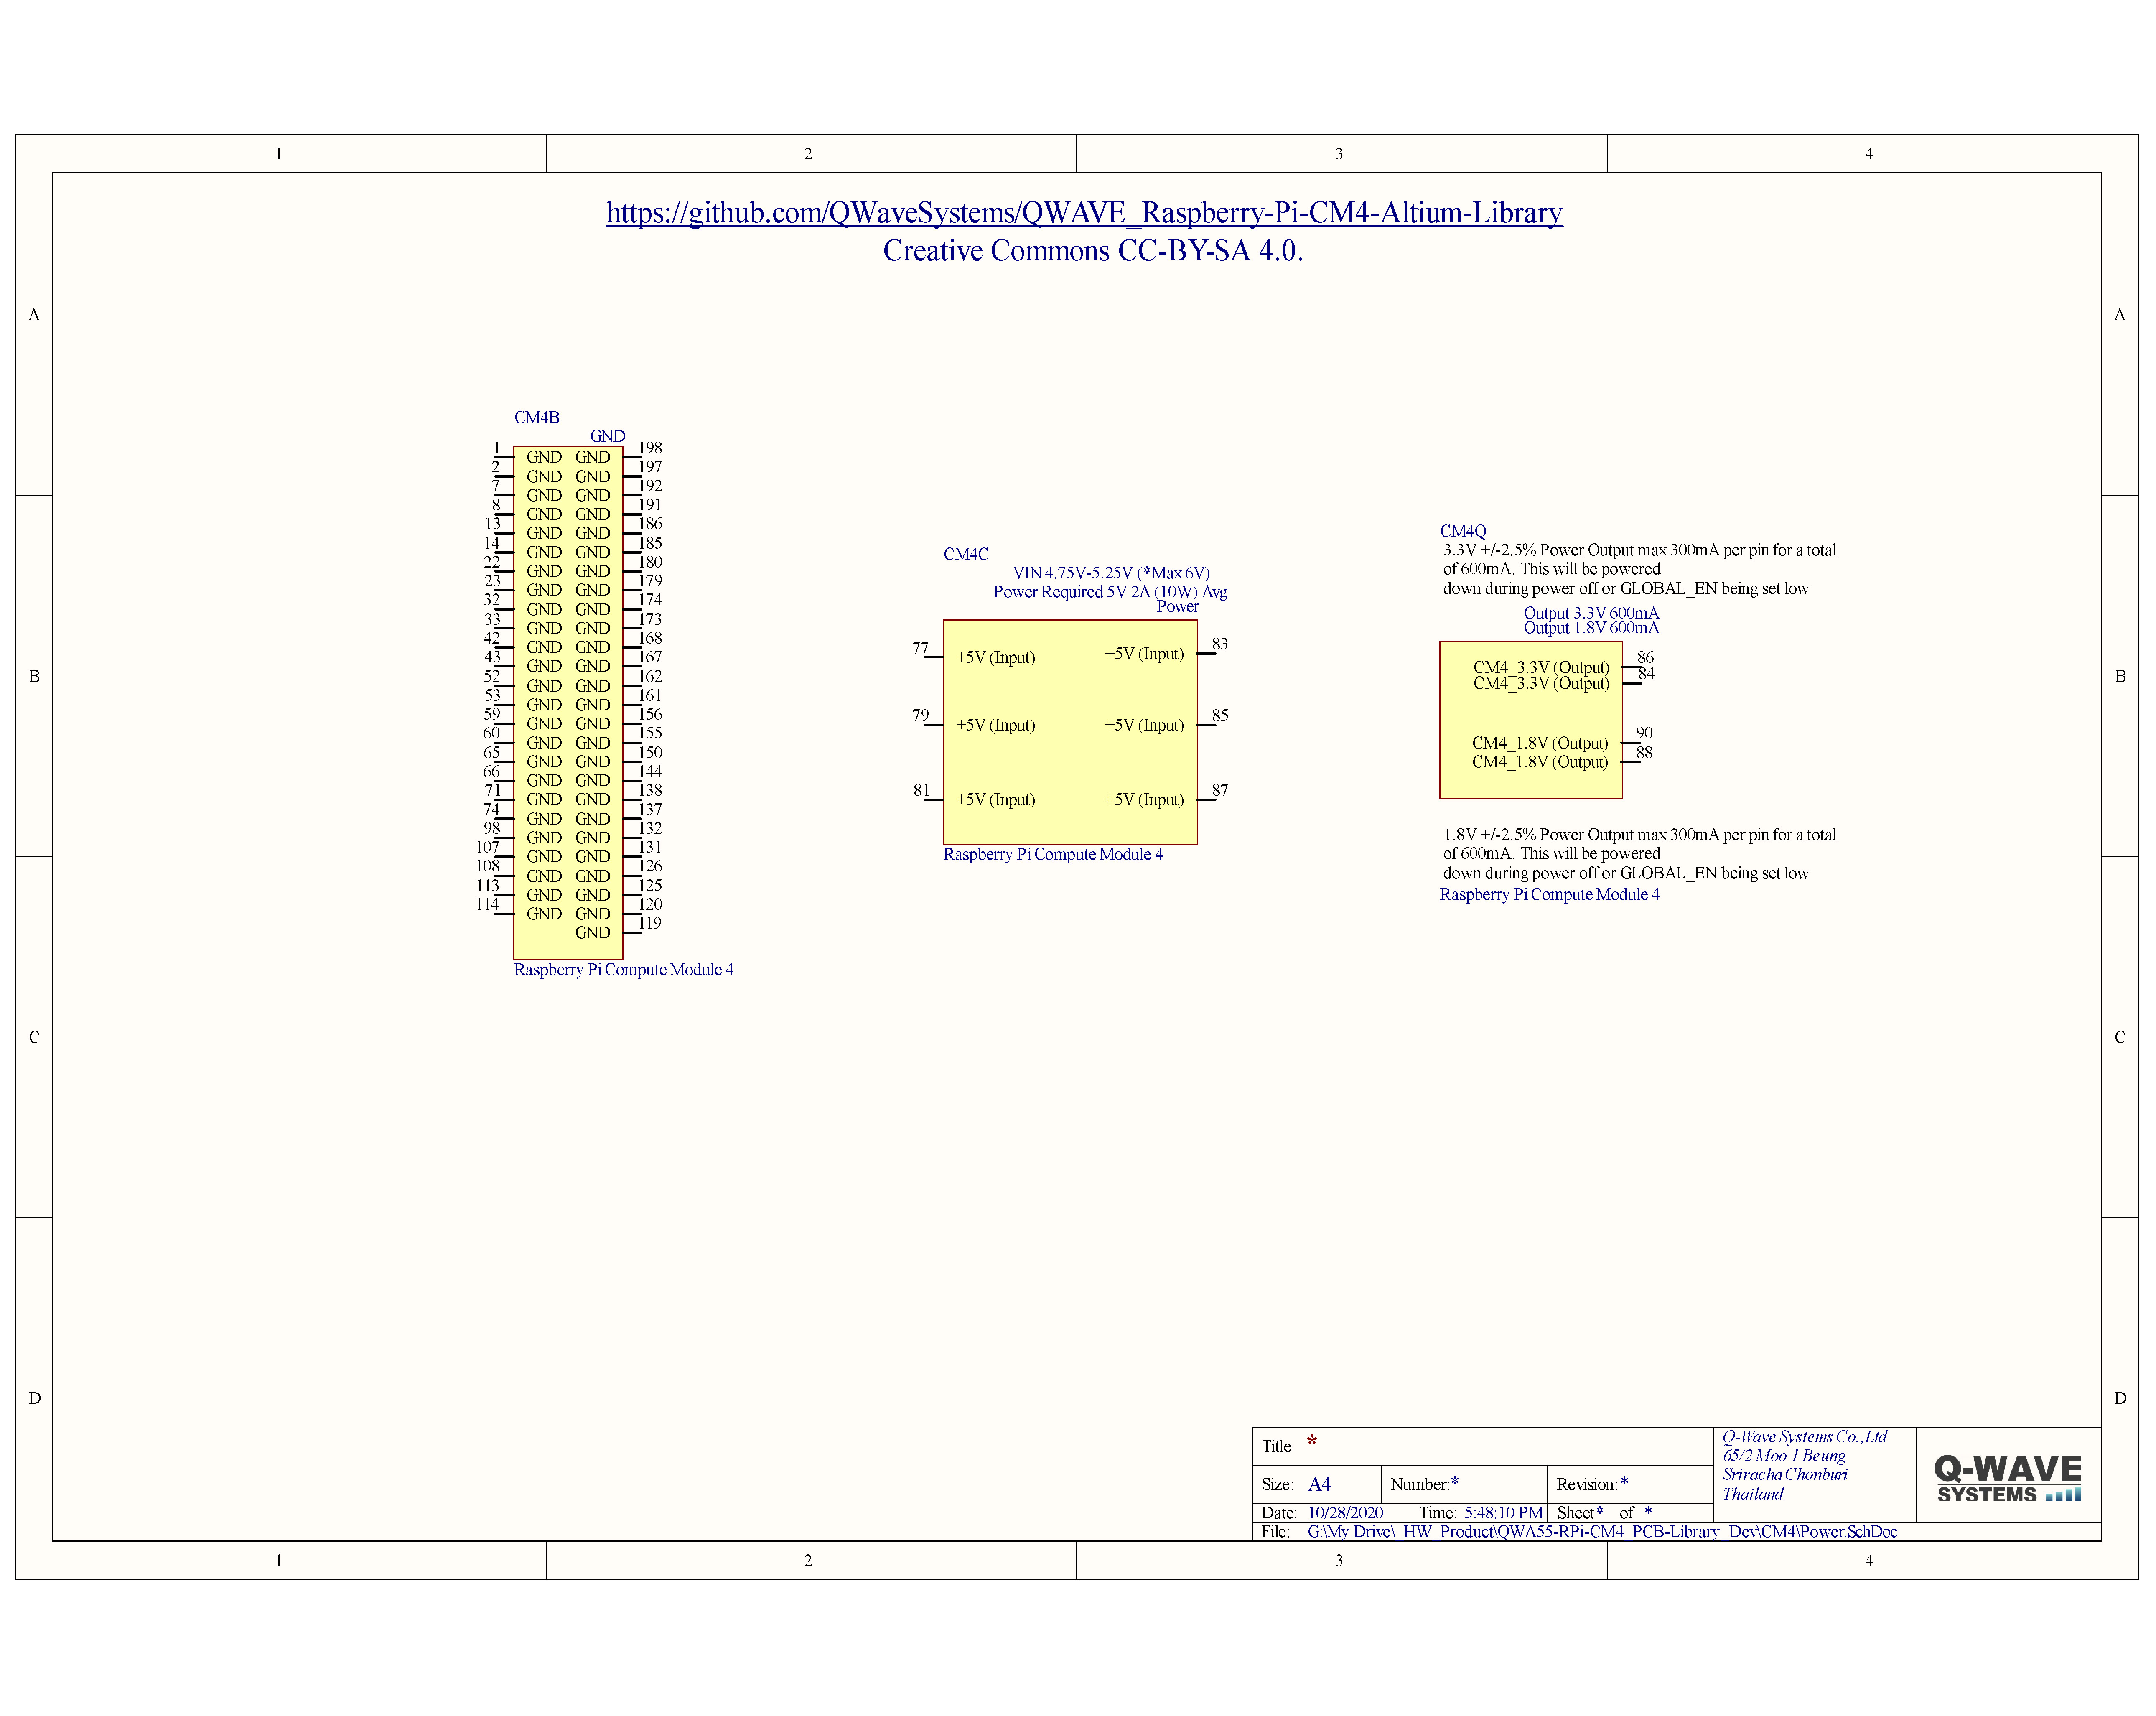 1 2 3 4
https://github.com/QWaveSystems/QWAVE_Raspberry-Pi-CM4-Altium-Library
Creative Commons CC-BY-SA 4.0.
A A
CM4B
GND
1 GND GND 198
2 GND GND 197
7 GND GND 192
8 GND GND 191
13 GND GND 186
14 GND GND 185
22 GND GND 180
23 GND GND 179
32 GND GND 174
33 GND GND 173
42 GND GND 168
43 GND GND 167
52 GND GND 162
53 GND GND 161
59 GND GND 156
60 GND GND 155
65 GND GND 150
66 GND GND 144
71 GND GND 138
74 GND GND 137
98 GND GND 132
107 GND GND 131
108 GND GND 126
113 GND GND 125
114 GND GND 120
GND 119
Raspberry Pi Compute Module 4
CM4C
VIN 4.75V-5.25V (*Max 6V)
Power Required 5V 2A (10W) Avg
Power
77 +5V (Input) +5V (Input) 83
79 +5V (Input) +5V (Input) 85
81 +5V (Input) +5V (Input) 87
Raspberry Pi Compute Module 4
CM4Q
3.3V +/-2.5% Power Output max 300mA per pin for a total
of 600mA. This will be powered
down during power off or GLOBAL_EN being set low
Output 3.3V 600mA
Output 1.8V 600mA
CM4_3.3V (Output) 86
CM4_3.3V (Output) 84
CM4_1.8V (Output) 90
CM4_1.8V (Output) 88
1.8V +/-2.5% Power Output max 300mA per pin for a total
of 600mA. This will be powered
down during power off or GLOBAL_EN being set low
Raspberry Pi Compute Module 4
B B
C C
D D
Title *
Size: A4 Number:* Revision:*
Date: 10/28/2020 Time: 5:48:10 PM Sheet* of *
File: G:\My Drive\_HW_Product\QWA55-RPi-CM4_PCB-Library_Dev\CM4\Power.SchDoc
Q-Wave Systems Co.,Ltd
65/2 Moo 1 Beung
Sriracha Chonburi
Thailand
Q-WAVE
SYSTEMS
1 2 3 4